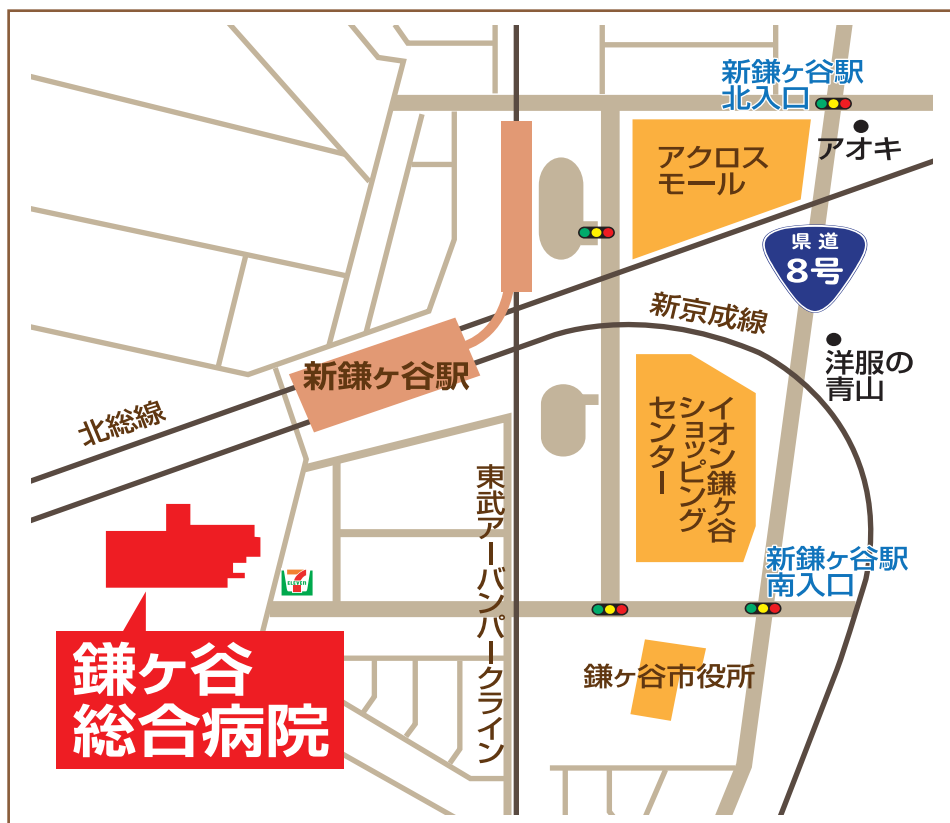 新鎌ヶ谷駅
北入口
アオキ
アクロス
モール
県道
8号
新京成線
洋服の
青山
新鎌ヶ谷駅
北総線
イオン鎌ヶ谷
ショッピング
センター
東武アーバンパークライン
新鎌ヶ谷駅
南入口
7
ELEVEN
鎌ヶ谷市役所
鎌ヶ谷
総合病院